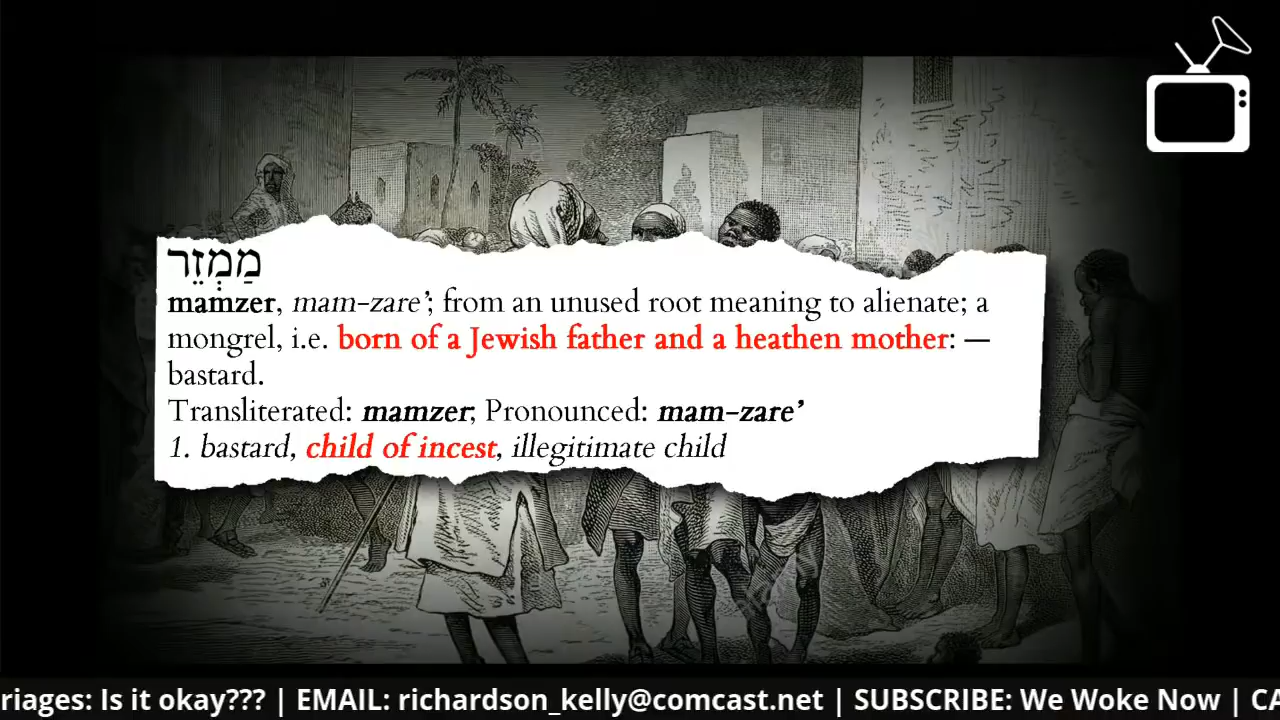 מַמְזֵר
mamzer, mam-zare’; from an unused root meaning to alienate; a
mongrel, i.e. born of a Jewish father and a heathen mother: —
bastard.
Transliterated: mamzer; Pronounced: mam-zare’
1. bastard, child of incest, illegitimate child
riages: Is it okay??? | EMAIL: richardson_kelly@comcast.net | SUBSCRIBE: We Woke Now | CA